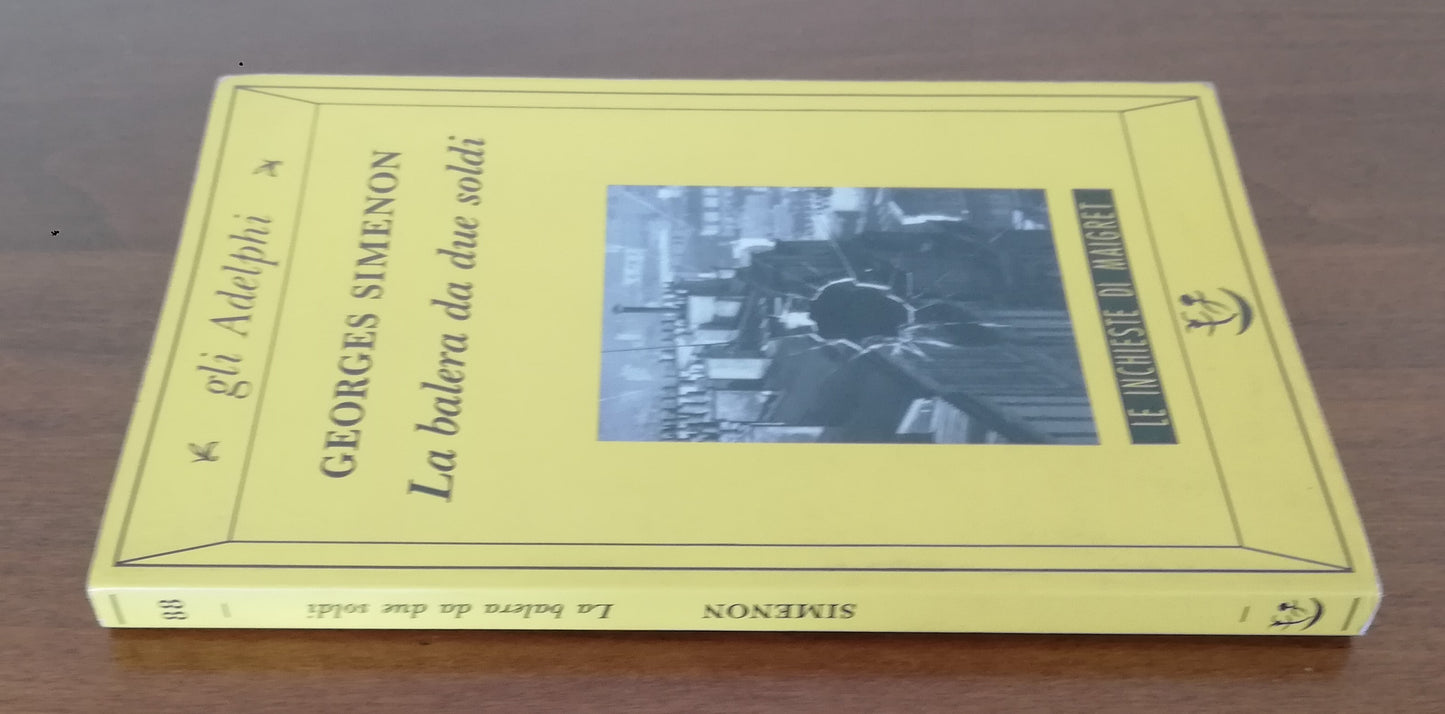 gli Adelphi
GEORGES SIMENON
La balera da due soldi
LE INCHIESTE DI MAIGRET
SIMENON
La balera da due soldi
88